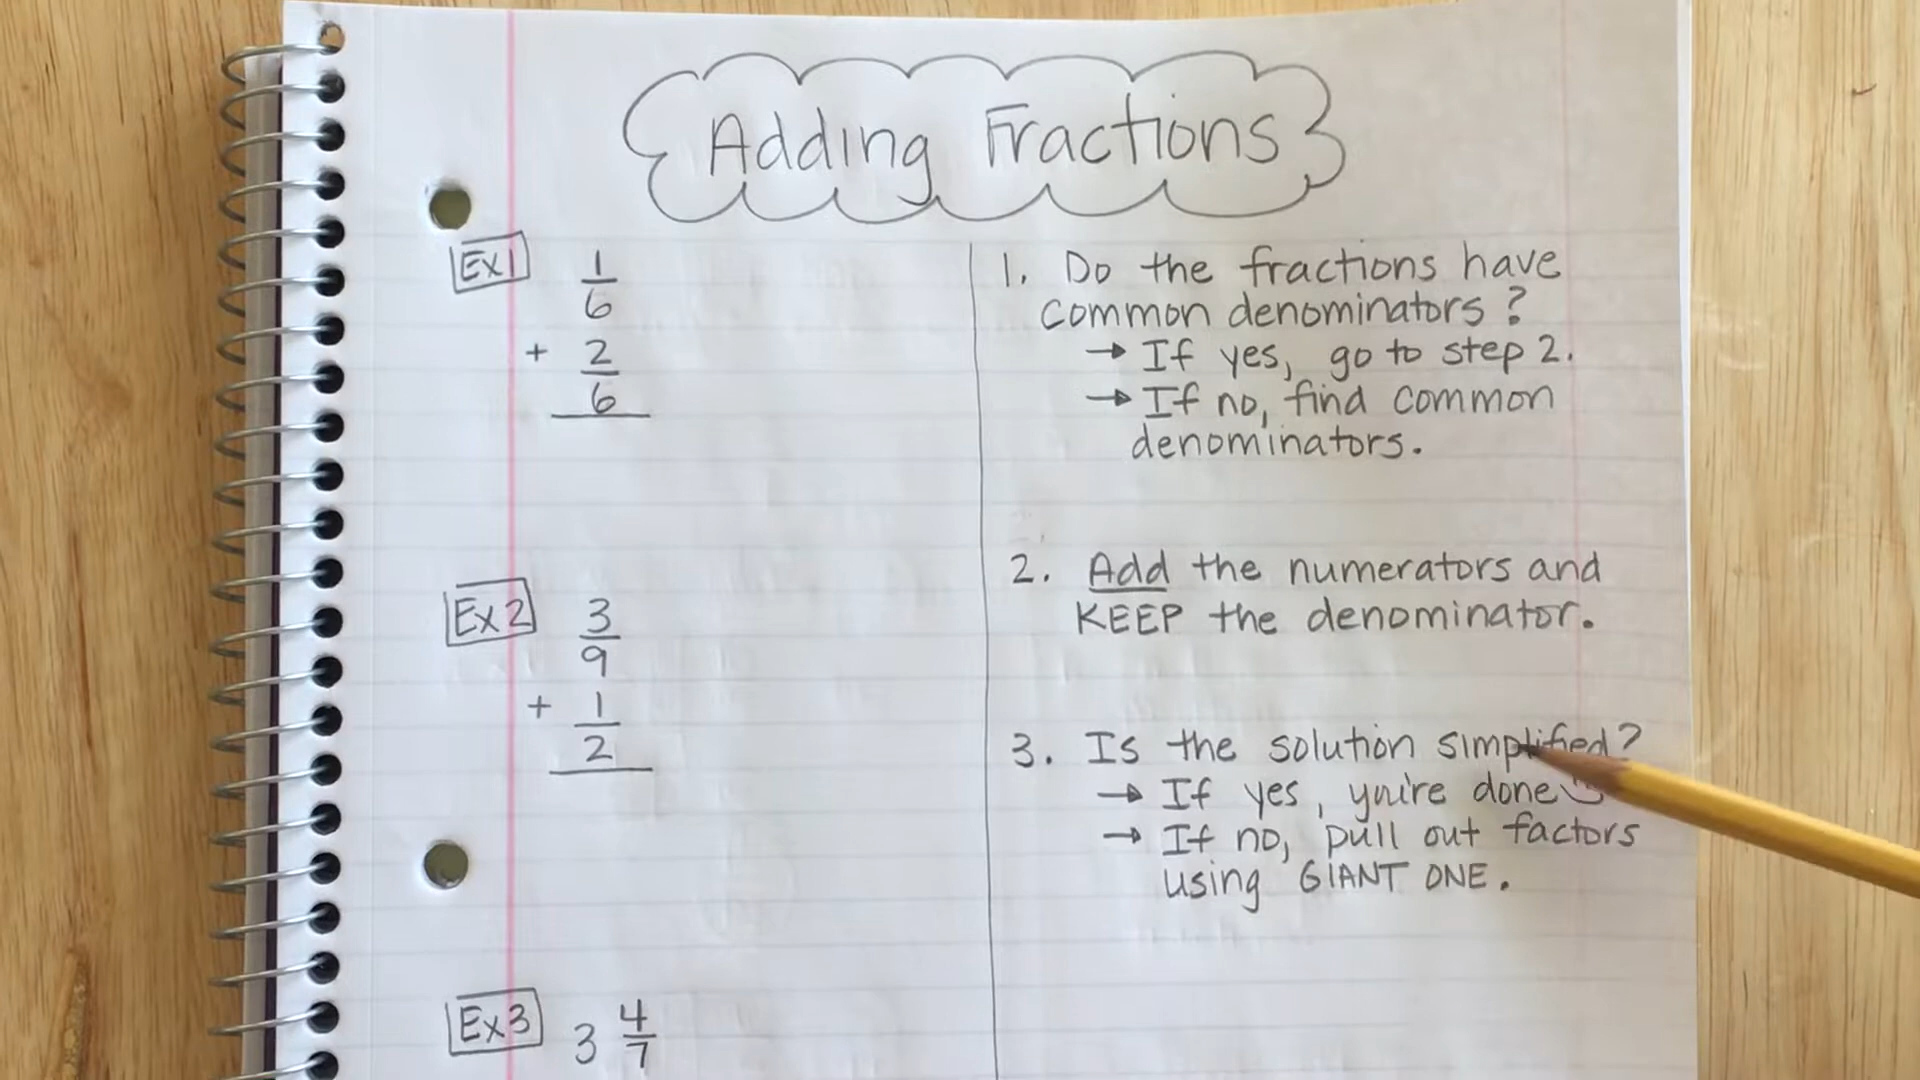 Adding Fractions
Ex1
1
6
+ 2
6
Ex2
3
9
+ 1
2
Ex3
3 4
7
1. Do the fractions have
common denominators?
→ If yes, go to step 2.
→ If no, find common
denominators.
2. Add the numerators and
KEEP the denominator.
3. Is the solution simplified?
→ If yes, you're done
→ If no, pull out factors
using GIANT ONE.